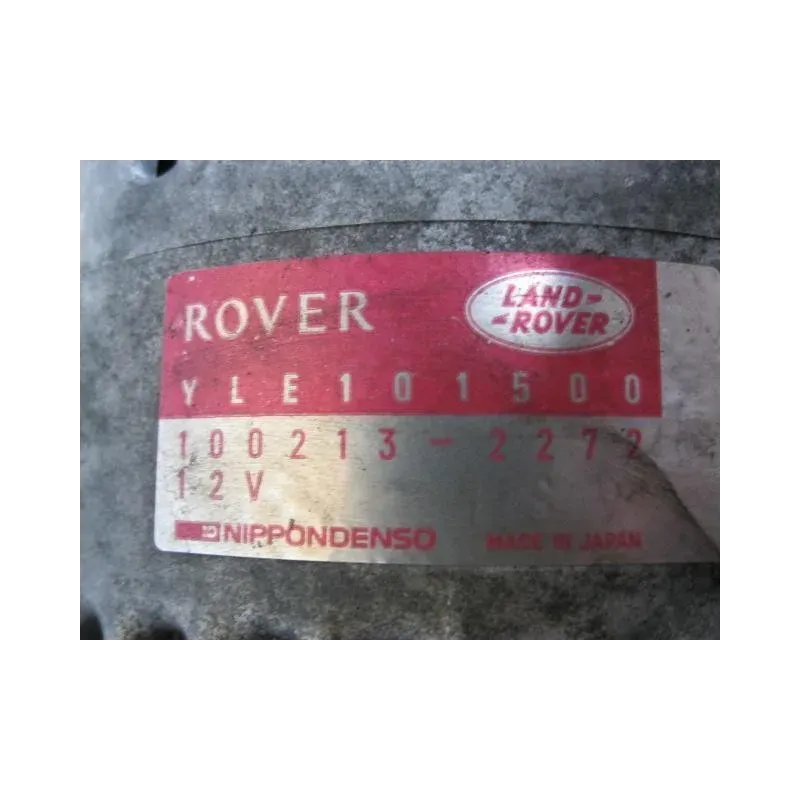 ROVER
LAND-
-ROVER
YLE101500
100213-2272
12V
NIPPONDENSO MADE IN JAPAN